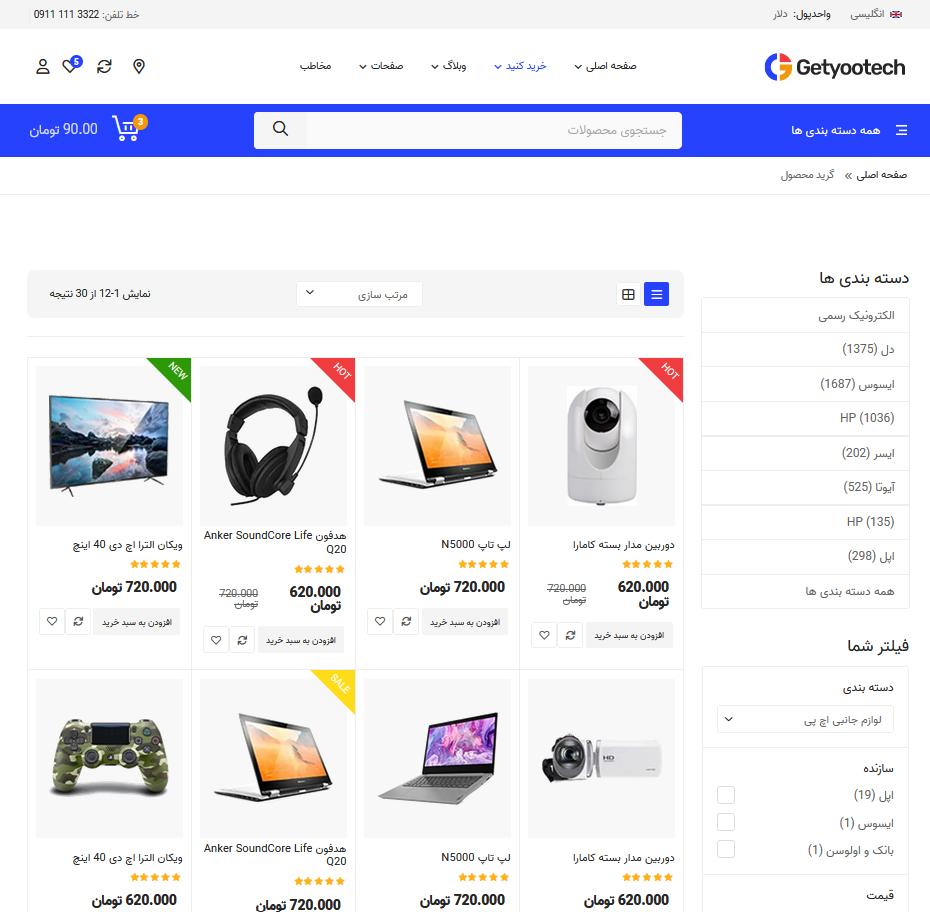 انگلیسی
واحدپول: دلار
خط تلفن: 3322 111 0911
Getyootech
صفحه اصلی
خرید کنید
وبلاگ
صفحات
مخاطب
5
همه دسته بندی ها
جستجوی محصولات
3
90.00 تومان
صفحه اصلی » گرید محصول
دسته بندی ها
الکترونیک رسمی
دل (1375)
ایسوس (1687)
HP (1036)
ایسر (202)
آیوتا (525)
HP (135)
اپل (298)
همه دسته بندی ها
فیلتر شما
دسته بندی
لوازم جانبی اچ پی
سازنده
اپل (19)
ایسوس (1)
بانک و اولوسن (1)
قیمت
مرتب سازی
نمایش 1-12 از 30 نتیجه
HOT
دوربین مدار بسته کامارا
620.000 تومان
720.000 تومان
افزودن به سبد خرید
لپ تاپ N5000
720.000 تومان
افزودن به سبد خرید
HOT
هدفون Anker SoundCore Life
Q20
620.000 تومان
720.000 تومان
افزودن به سبد خرید
NEW
ویکان الترا اچ دی 40 اینچ
720.000 تومان
افزودن به سبد خرید
HD
دوربین مدار بسته کامارا
620.000 تومان
لپ تاپ N5000
720.000 تومان
SALE
هدفون Anker SoundCore Life
Q20
720.000 تومان
ویکان الترا اچ دی 40 اینچ
620.000 تومان